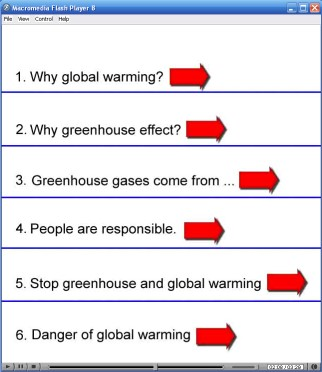 Macromedia Flash Player 8
File View Control Help
1. Why global warming?
2. Why greenhouse effect?
3. Greenhouse gases come from ...
4. People are responsible.
5. Stop greenhouse and global warming
6. Danger of global warming